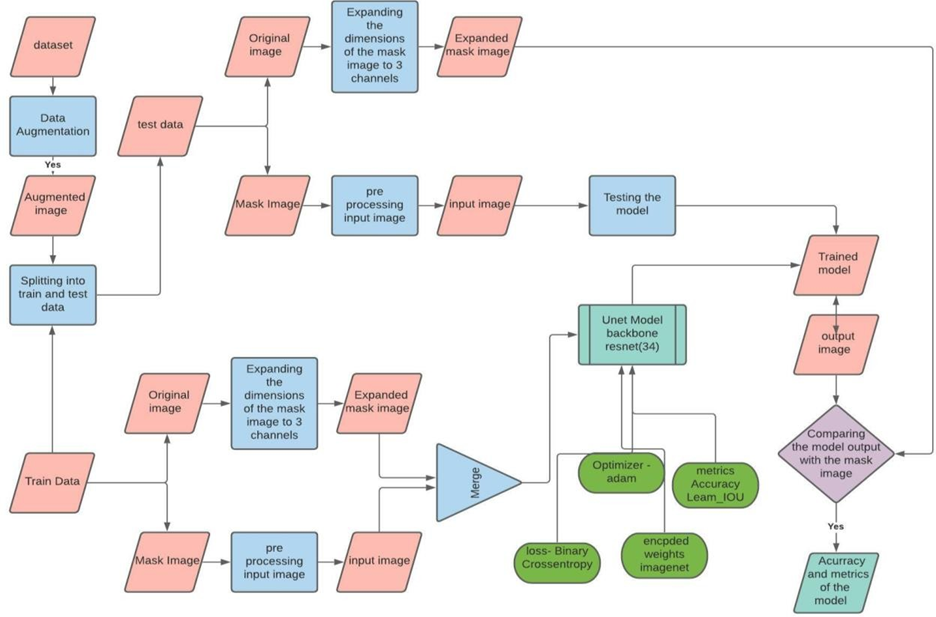 dataset
Data
Augmentation
Yes
Augmented
image
Splitting into
train and test
data
Train Data
test data
Original
image
Expanding
the
dimensions
of the mask
image to 3
channels
Expanded
mask image
Mask Image
pre
processing
input image
input image
Testing the
model
Trained
model
output
image
Comparing
the model output
with the mask
image
Yes
Acurracy
and metrics
of the
model
Original
image
Expanding
the
dimensions
of the mask
image to 3
channels
Expanded
mask image
Mask Image
pre
processing
input image
input image
Merge
Unet Model
backbone
resnet(34)
Optimizer -
adam
metrics
Accuracy
Leam_IOU
loss- Binary
Crossentropy
encpded
weights
imagenet